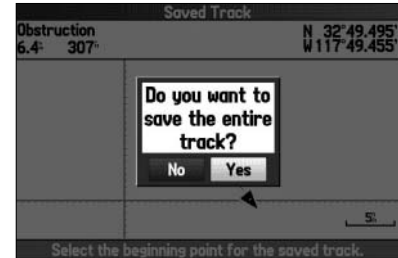 Saved Track
Obstruction
N 32°49.495'
6.4 307°
W117°49.455'
Do you want to
save the entire
track?
No Yes
5
Select the beginning point for the saved track.